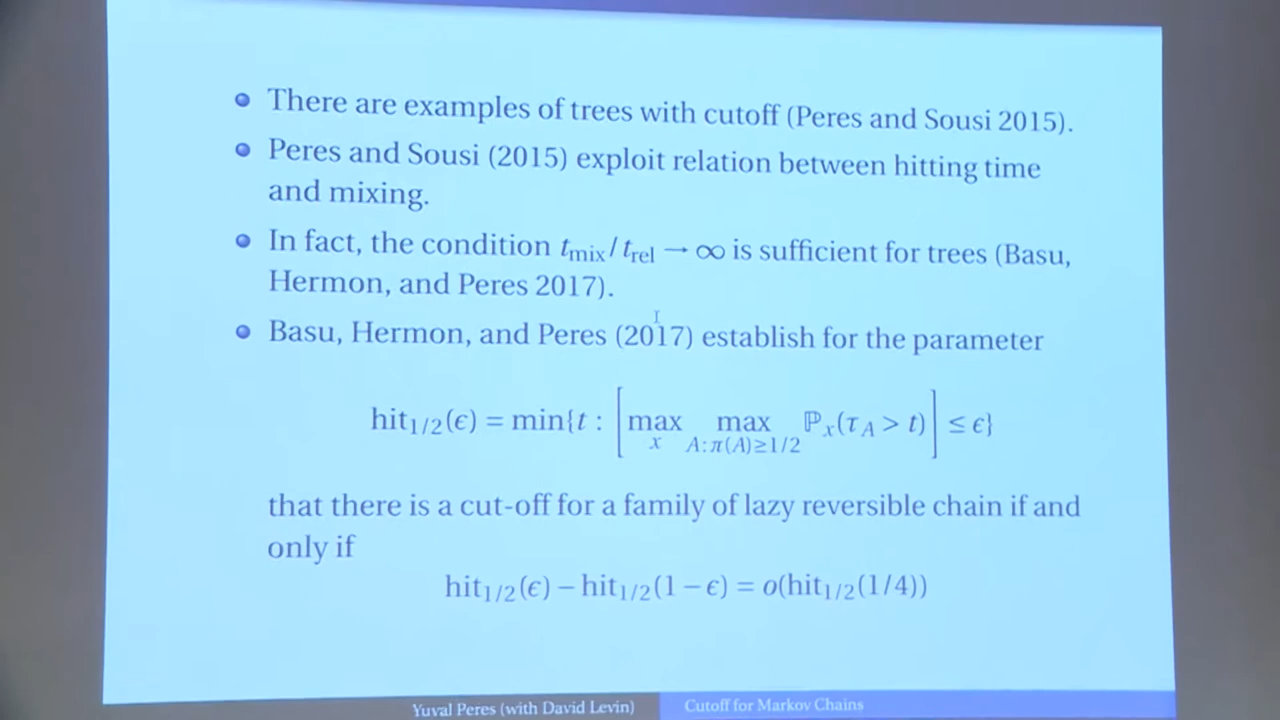 There are examples of trees with cutoff (Peres and Sousi 2015).
Peres and Sousi (2015) exploit relation between hitting time
and mixing.
In fact, the condition t_mix / t_rel → ∞ is sufficient for trees (Basu,
Hermon, and Peres 2017).
Basu, Hermon, and Peres (2017) establish for the parameter
hit_{1/2}(ϵ) = min{t : [max_x max_{A:π(A)≥1/2} ℙ_x(τ_A > t)] ≤ ϵ}
that there is a cut-off for a family of lazy reversible chain if and
only if
hit_{1/2}(ϵ) − hit_{1/2}(1 − ϵ) = o(hit_{1/2}(1/4))
Yuval Peres (with David Levin) Cutoff for Markov Chains